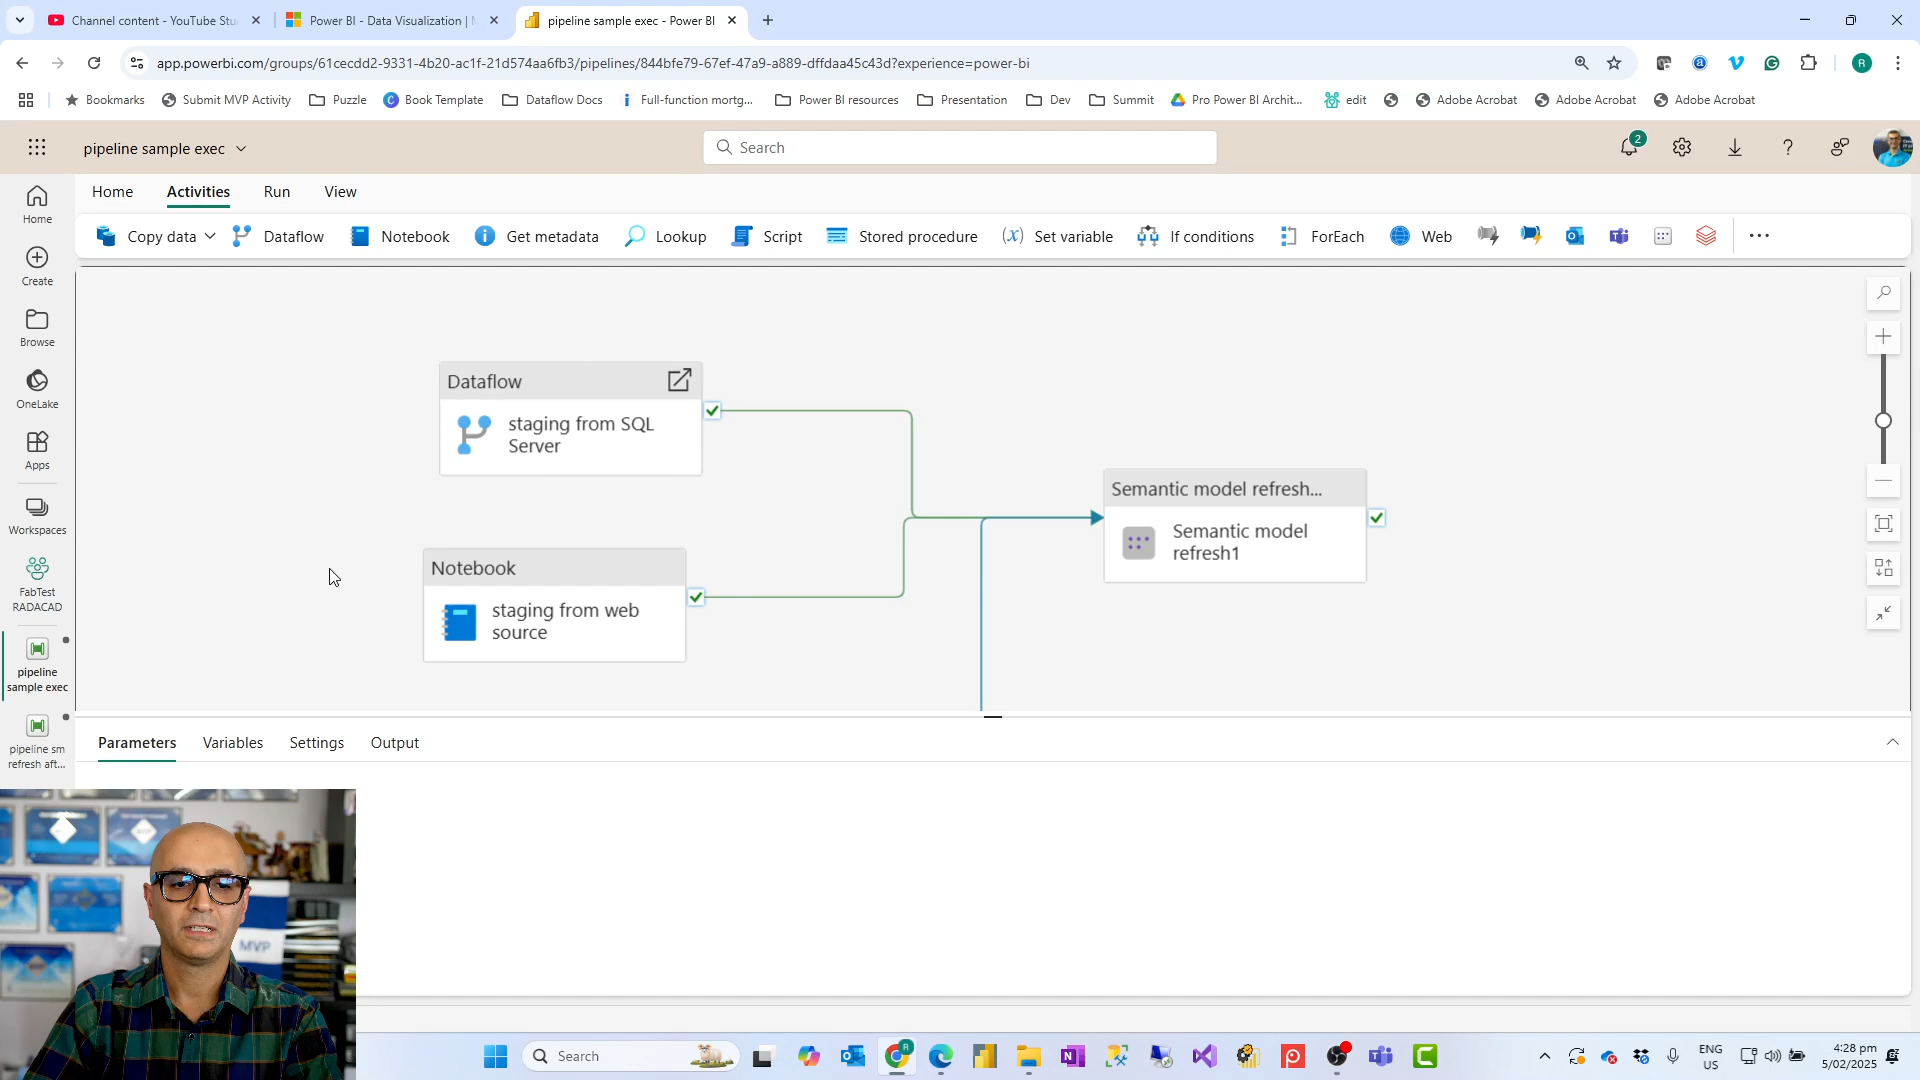 Channel content - YouTube Stu
Power BI - Data Visualization | M
pipeline sample exec - Power BI
app.powerbi.com/groups/61cecdd2-9331-4b20-ac1f-21d574aa6fb3/pipelines/844bfe79-67ef-47a9-a889-dffdaa45c43d?experience=power-bi
R
Bookmarks
Submit MVP Activity
Puzzle
Book Template
Dataflow Docs
Full-function mortg...
Power BI resources
Presentation
Dev
Summit
Pro Power BI Archit...
edit
Adobe Acrobat
Adobe Acrobat
Adobe Acrobat
pipeline sample exec
Search
2
Home
Activities
Run
View
Copy data
Dataflow
Notebook
Get metadata
Lookup
Script
(x)
Stored procedure
Set variable
If conditions
ForEach
Web
Home
Create
Browse
OneLake
Apps
Workspaces
FabTest
RADACAD
pipeline
sample exec
pipeline sm
refresh aft...
Dataflow
staging from SQL
Server
Notebook
staging from web
source
Semantic model refresh...
Semantic model
refresh1
Parameters
Variables
Settings
Output
MVP
Search
ENG
US
4:28 pm
5/02/2025